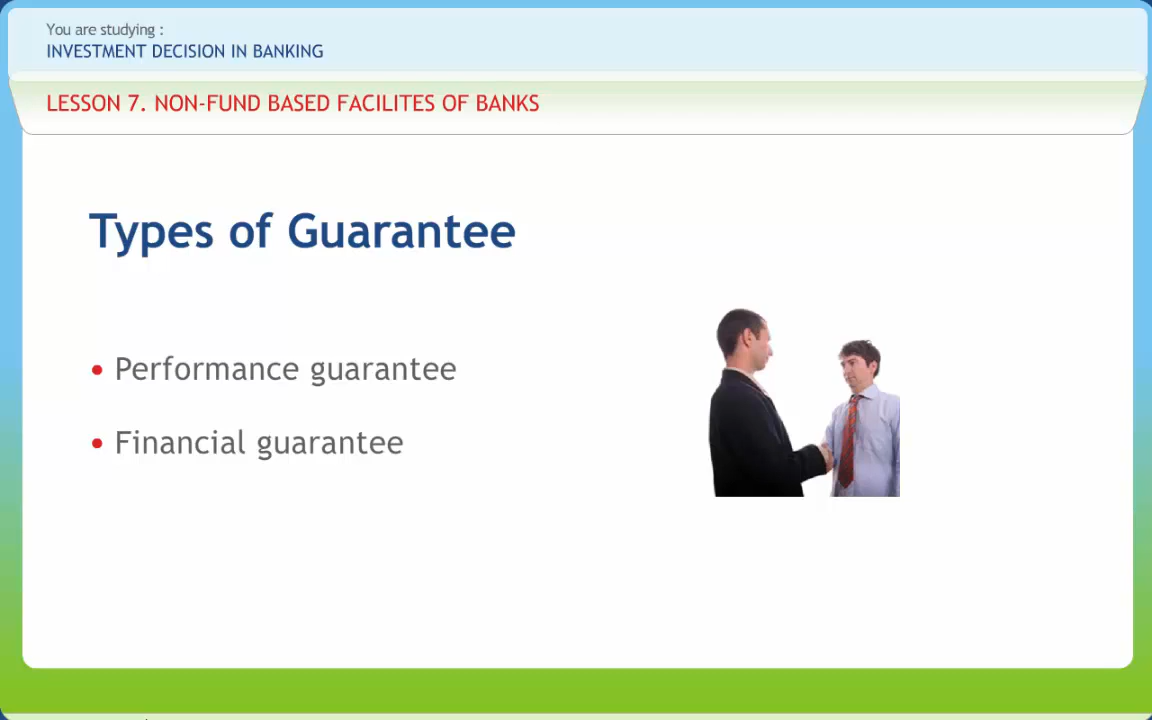 You are studying :
INVESTMENT DECISION IN BANKING
LESSON 7. NON-FUND BASED FACILITES OF BANKS
Types of Guarantee
• Performance guarantee
• Financial guarantee